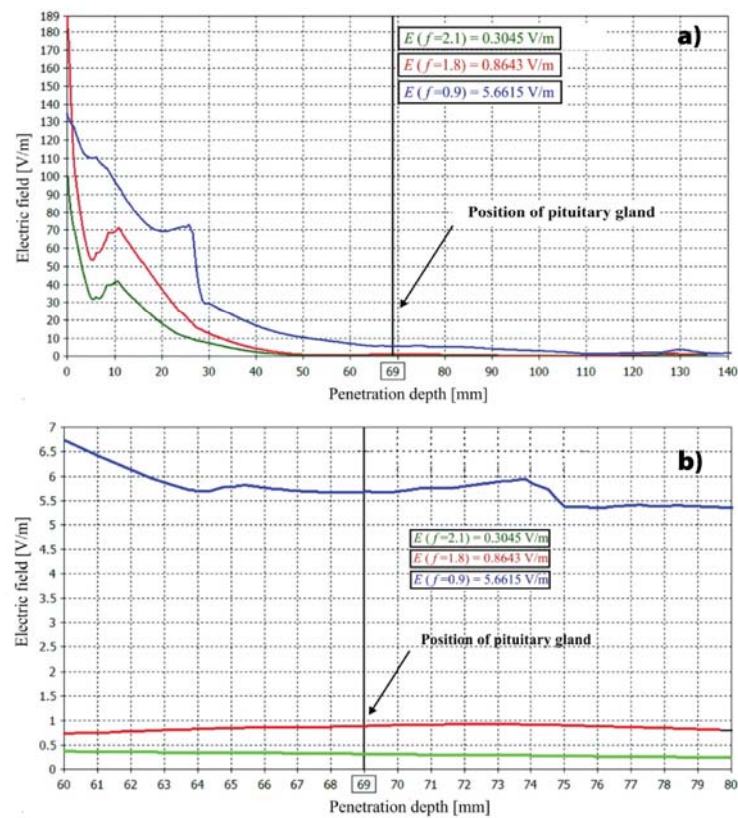 a)
189
180
170
160
150
140
130
120
110
100
90
80
70
60
50
40
30
20
10
0
Electric field [V/m]
E (f=2.1) = 0.3045 V/m
E (f=1.8) = 0.8643 V/m
E (f=0.9) = 5.6615 V/m
Position of pituitary gland
0 10 20 30 40 50 60 69 80 90 100 110 120 130 140
Penetration depth [mm]
b)
7
6.5
6
5.5
5
4.5
4
3.5
3
2.5
2
1.5
1
0.5
0
Electric field [V/m]
E (f=2.1) = 0.3045 V/m
E (f=1.8) = 0.8643 V/m
E (f=0.9) = 5.6615 V/m
Position of pituitary gland
60 61 62 63 64 65 66 67 68 69 70 71 72 73 74 75 76 77 78 79 80
Penetration depth [mm]